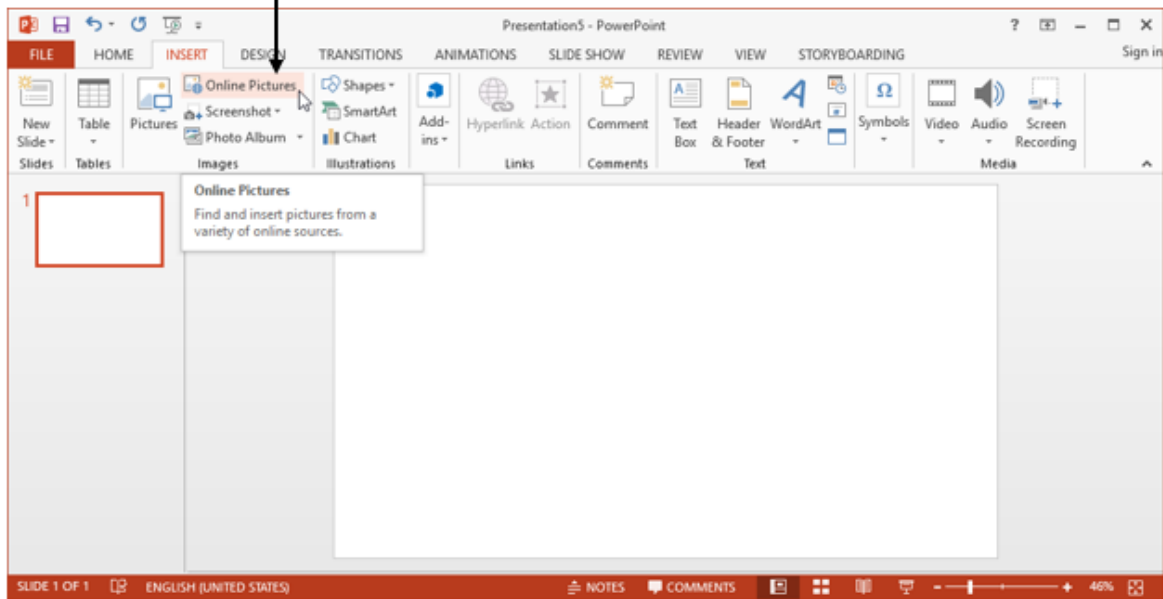 Presentation5 - PowerPoint
?
FILE HOME INSERT DESIGN TRANSITIONS ANIMATIONS SLIDE SHOW REVIEW VIEW STORYBOARDING Sign in
New Slide
Table
Pictures
Online Pictures
Screenshot
Photo Album
Shapes
SmartArt
Chart
Add-
ins
Hyperlink
Action
Comment
Text
Box
Header
& Footer
WordArt
Ω
Symbols
Video
Audio
Screen
Recording
Slides Tables Images Illustrations Links Comments Text Media
Online Pictures
Find and insert pictures from a
variety of online sources.
1
SLIDE 1 OF 1 ENGLISH (UNITED STATES) NOTES COMMENTS 46%